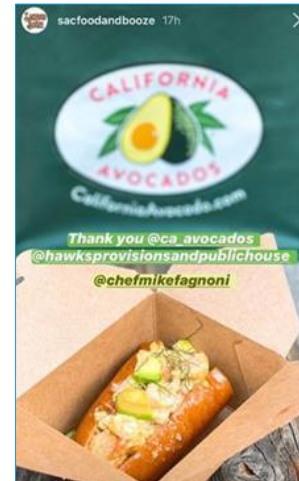 sacfoodandbooze 17h
CALIFORNIA
AVOCADOS
CaliforniaAvocado.com
Thank you @ca_avocados
@hawksprovisionsandpublichouse
@chefmikefagnoni